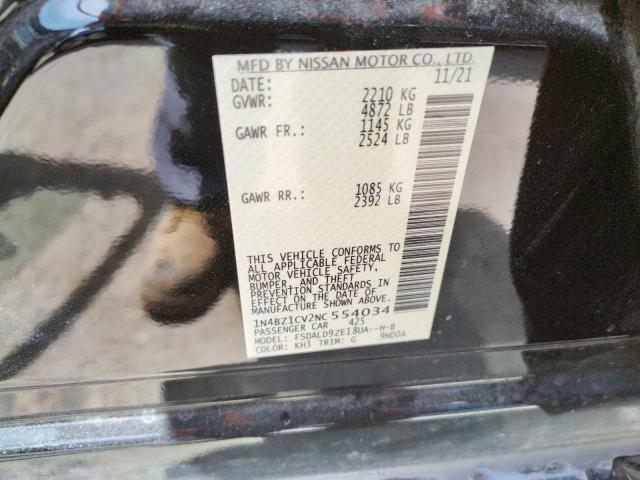 MFD BY NISSAN MOTOR CO., LTD.
DATE: 11/21
GVWR: 2210 KG
4872 LB
GAWR FR.: 1145 KG
2524 LB
GAWR RR.: 1085 KG
2392 LB
THIS VEHICLE CONFORMS TO
ALL APPLICABLE FEDERAL
MOTOR VEHICLE SAFETY,
BUMPER, AND THEFT
PREVENTION STANDARDS IN
EFFECT ON THE DATE OF
MANUFACTURE SHOWN ABOVE.
1N4BZ1CV2NC554034
PASSENGER CAR 425
MODEL: FSDALD9ZE18UA--H-8
COLOR: KH3 TRIM: G 9N00A